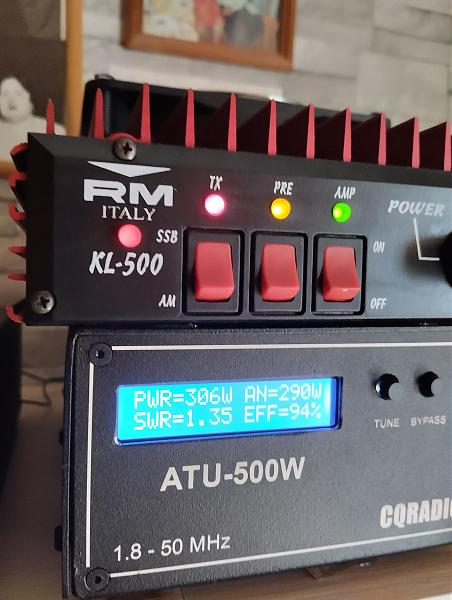 TX PRE AMP
RM
ITALY
POWER
SSB
ON
KL-500
AM
OFF
PWR=306W AN=290W
SWR=1.35 EFF=94%
TUNE BYPASS
ATU-500W
CQRADIO
1.8 - 50 MHz